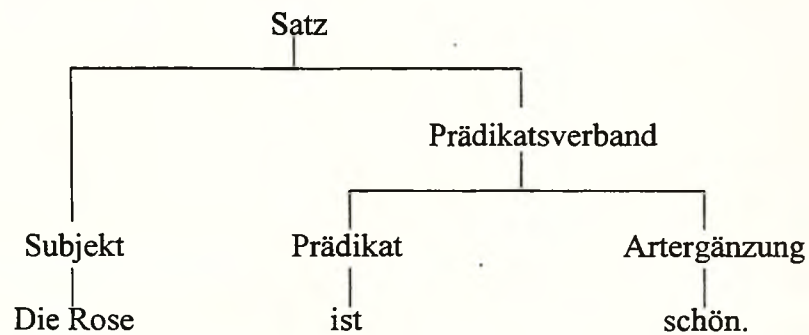 Satz
Prädikatsverband
Subjekt Prädikat Artergänzung
Die Rose ist schön.